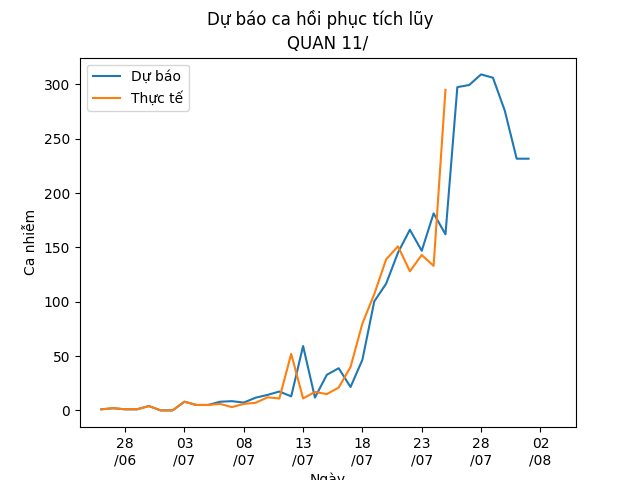 Dự báo ca hồi phục tích lũy
QUAN 11/
Dự báo
Thực tế
Ca nhiễm
300
250
200
150
100
50
0
28 03 08 13 18 23 28 02
/06 /07 /07 /07 /07 /07 /07 /08
Ngày